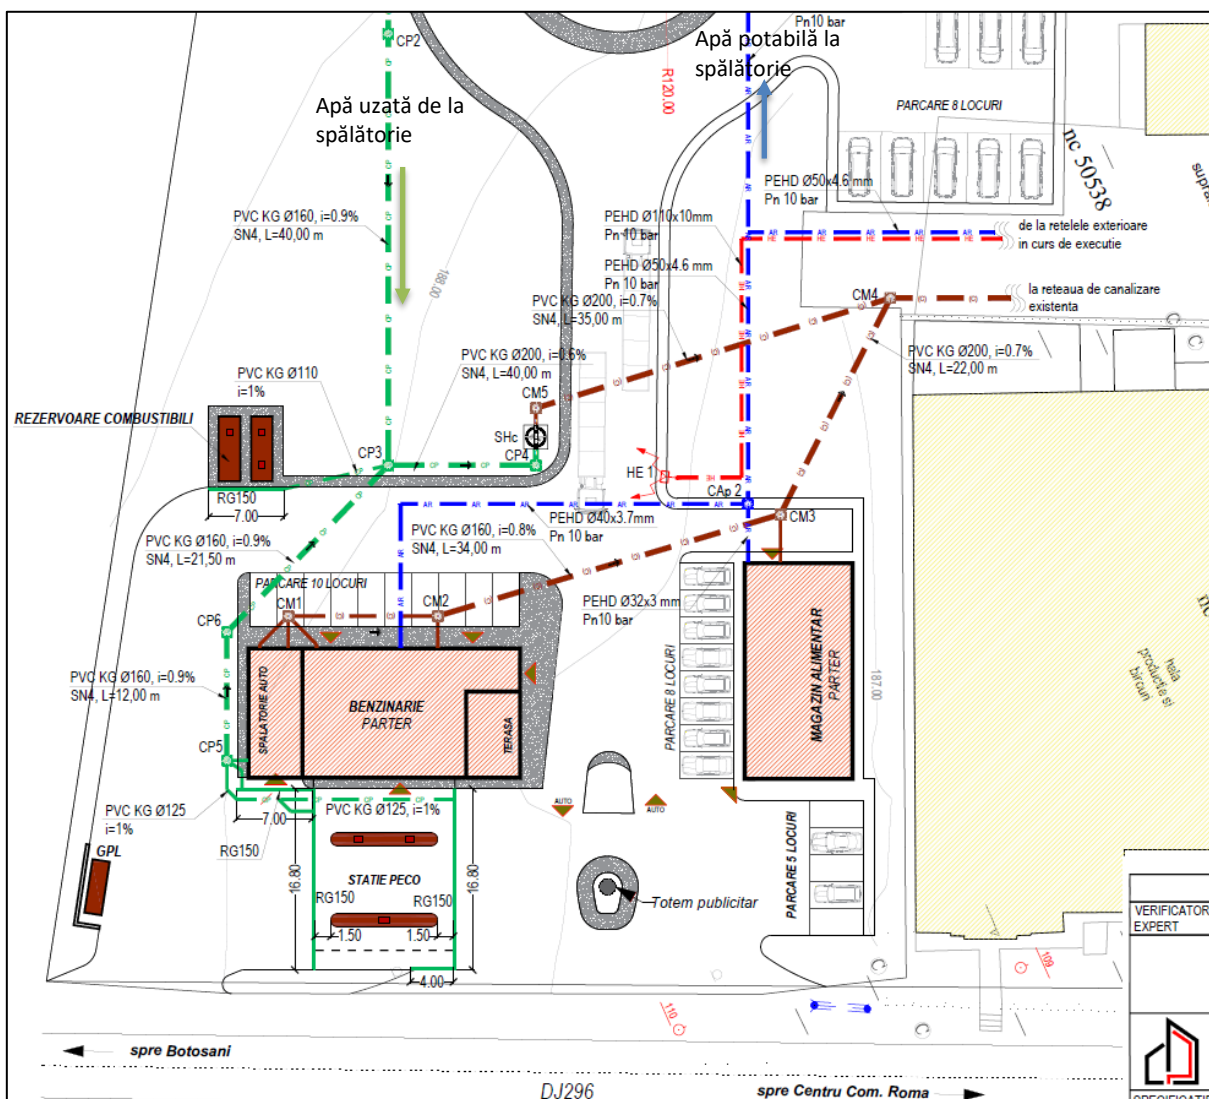 CP2
Pn10 bar
Apă potabilă la
spălătorie
R120.00
Apă uzată de la
spălătorie
PARCARE 8 LOCURI
nc 50538
PEHD Ø50x4.6 mm
Pn 10 bar
PVC KG Ø160, i=0.9%
SN4, L=40,00 m
PEHD Ø110x10mm
Pn 10 bar
de la retelele exterioare
in curs de executie
188.00
PEHD Ø50x4.6 mm
Pn 10 bar
PVC KG Ø200, i=0.7%
SN4, L=35,00 m
CM4
la reteaua de canalizare
existenta
PVC KG Ø200, i=0.6%
SN4, L=40,00 m
PVC KG Ø200, i=0.7%
SN4, L=22,00 m
PVC KG Ø110
i=1%
CM5
REZERVOARE COMBUSTIBILI
SHc
CP3
CP4
HE 1
RG150
7.00
CAp 2
CM3
PEHD Ø40x3.7mm
Pn 10 bar
PVC KG Ø160, i=0.8%
SN4, L=34,00 m
PVC KG Ø160, i=0.9%
SN4, L=21,50 m
PARCARE 10 LOCURI
CM1
CM2
PEHD Ø32x3 mm
Pn10 bar
CP6
PVC KG Ø160, i=0.9%
SN4, L=12,00 m
SPALATORIE AUTO
BENZINARIE
PARTER
TERASA
PARCARE 8 LOCURI
MAGAZIN ALIMENTAR
PARTER
187.00
hala
productie si
birouri
CP5
PVC KG Ø125
i=1%
7.00
PVC KG Ø125, i=1%
AUTO
AUTO
RG150
GPL
16.80
STATIE PECO
16.80
RG150
RG150
1.50
1.50
4.00
Totem publicitar
PARCARE 5 LOCURI
VERIFICATOR
EXPERT
109
110
spre Botosani
DJ296
spre Centru Com. Roma